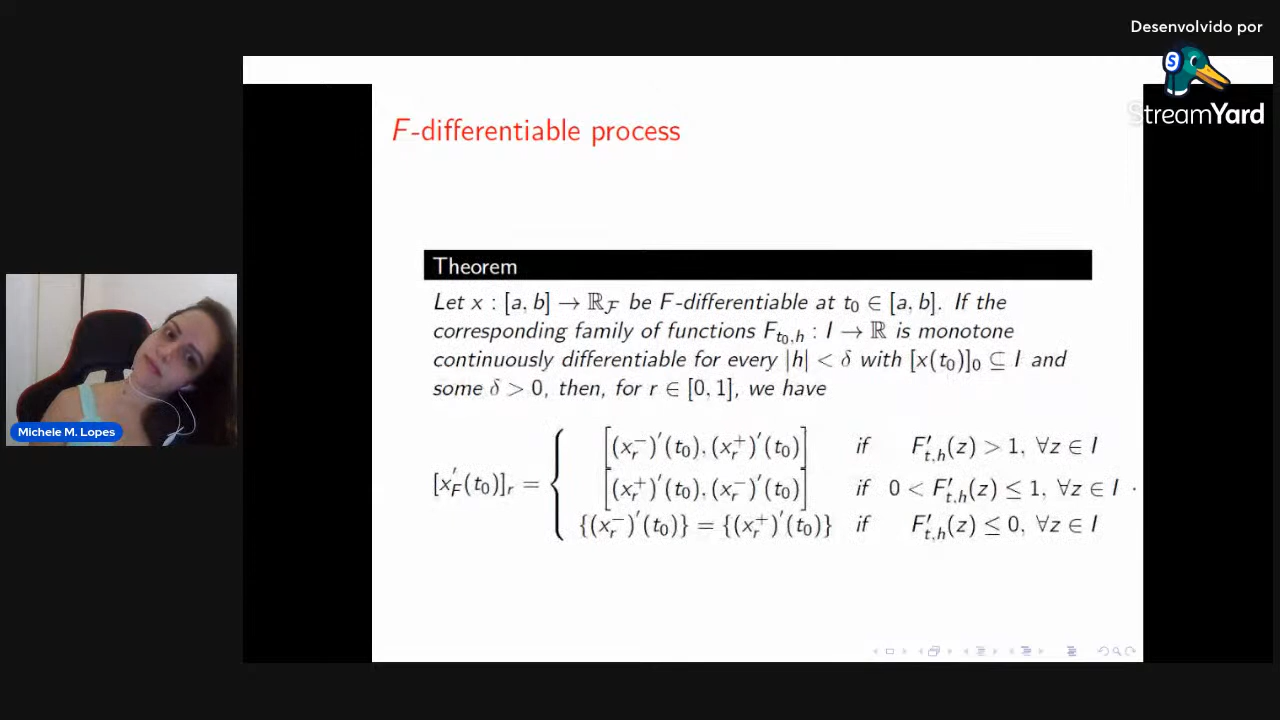 Desenvolvido por
StreamYard
F-differentiable process
Theorem
Let x : [a, b] → ℝ_𝓕 be F-differentiable at t₀ ∈ [a, b]. If the
corresponding family of functions F_{t₀,h} : I → ℝ is monotone
continuously differentiable for every |h| < δ with [x(t₀)]₀ ⊆ I and
some δ > 0, then, for r ∈ [0, 1], we have
[x′_F(t₀)]_r = {
[(x_r^−)′(t₀), (x_r^+)′(t₀)] if F′_{t,h}(z) > 1, ∀z ∈ I
[(x_r^+)′(t₀), (x_r^−)′(t₀)] if 0 < F′_{t,h}(z) ≤ 1, ∀z ∈ I .
{(x_r^−)′(t₀)} = {(x_r^+)′(t₀)} if F′_{t,h}(z) ≤ 0, ∀z ∈ I
Michele M. Lopes